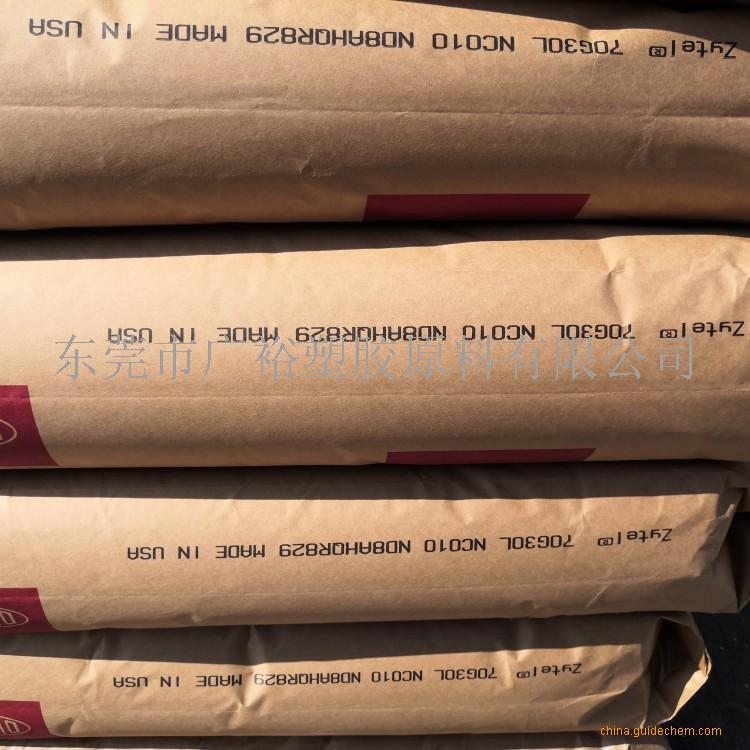 Zytel® 70G30L NC010 ND8AHQR829 MADE IN USA
Zytel® 70G30L NC010 ND8AHQR829 MADE IN USA
东莞市广裕塑胶原料有限公司
Zytel® 70G30L NC010 ND8AHQR829 MADE IN USA
Zytel® 70G30L NC010 ND8AHQR829 MADE IN USA
china.guidechem.com